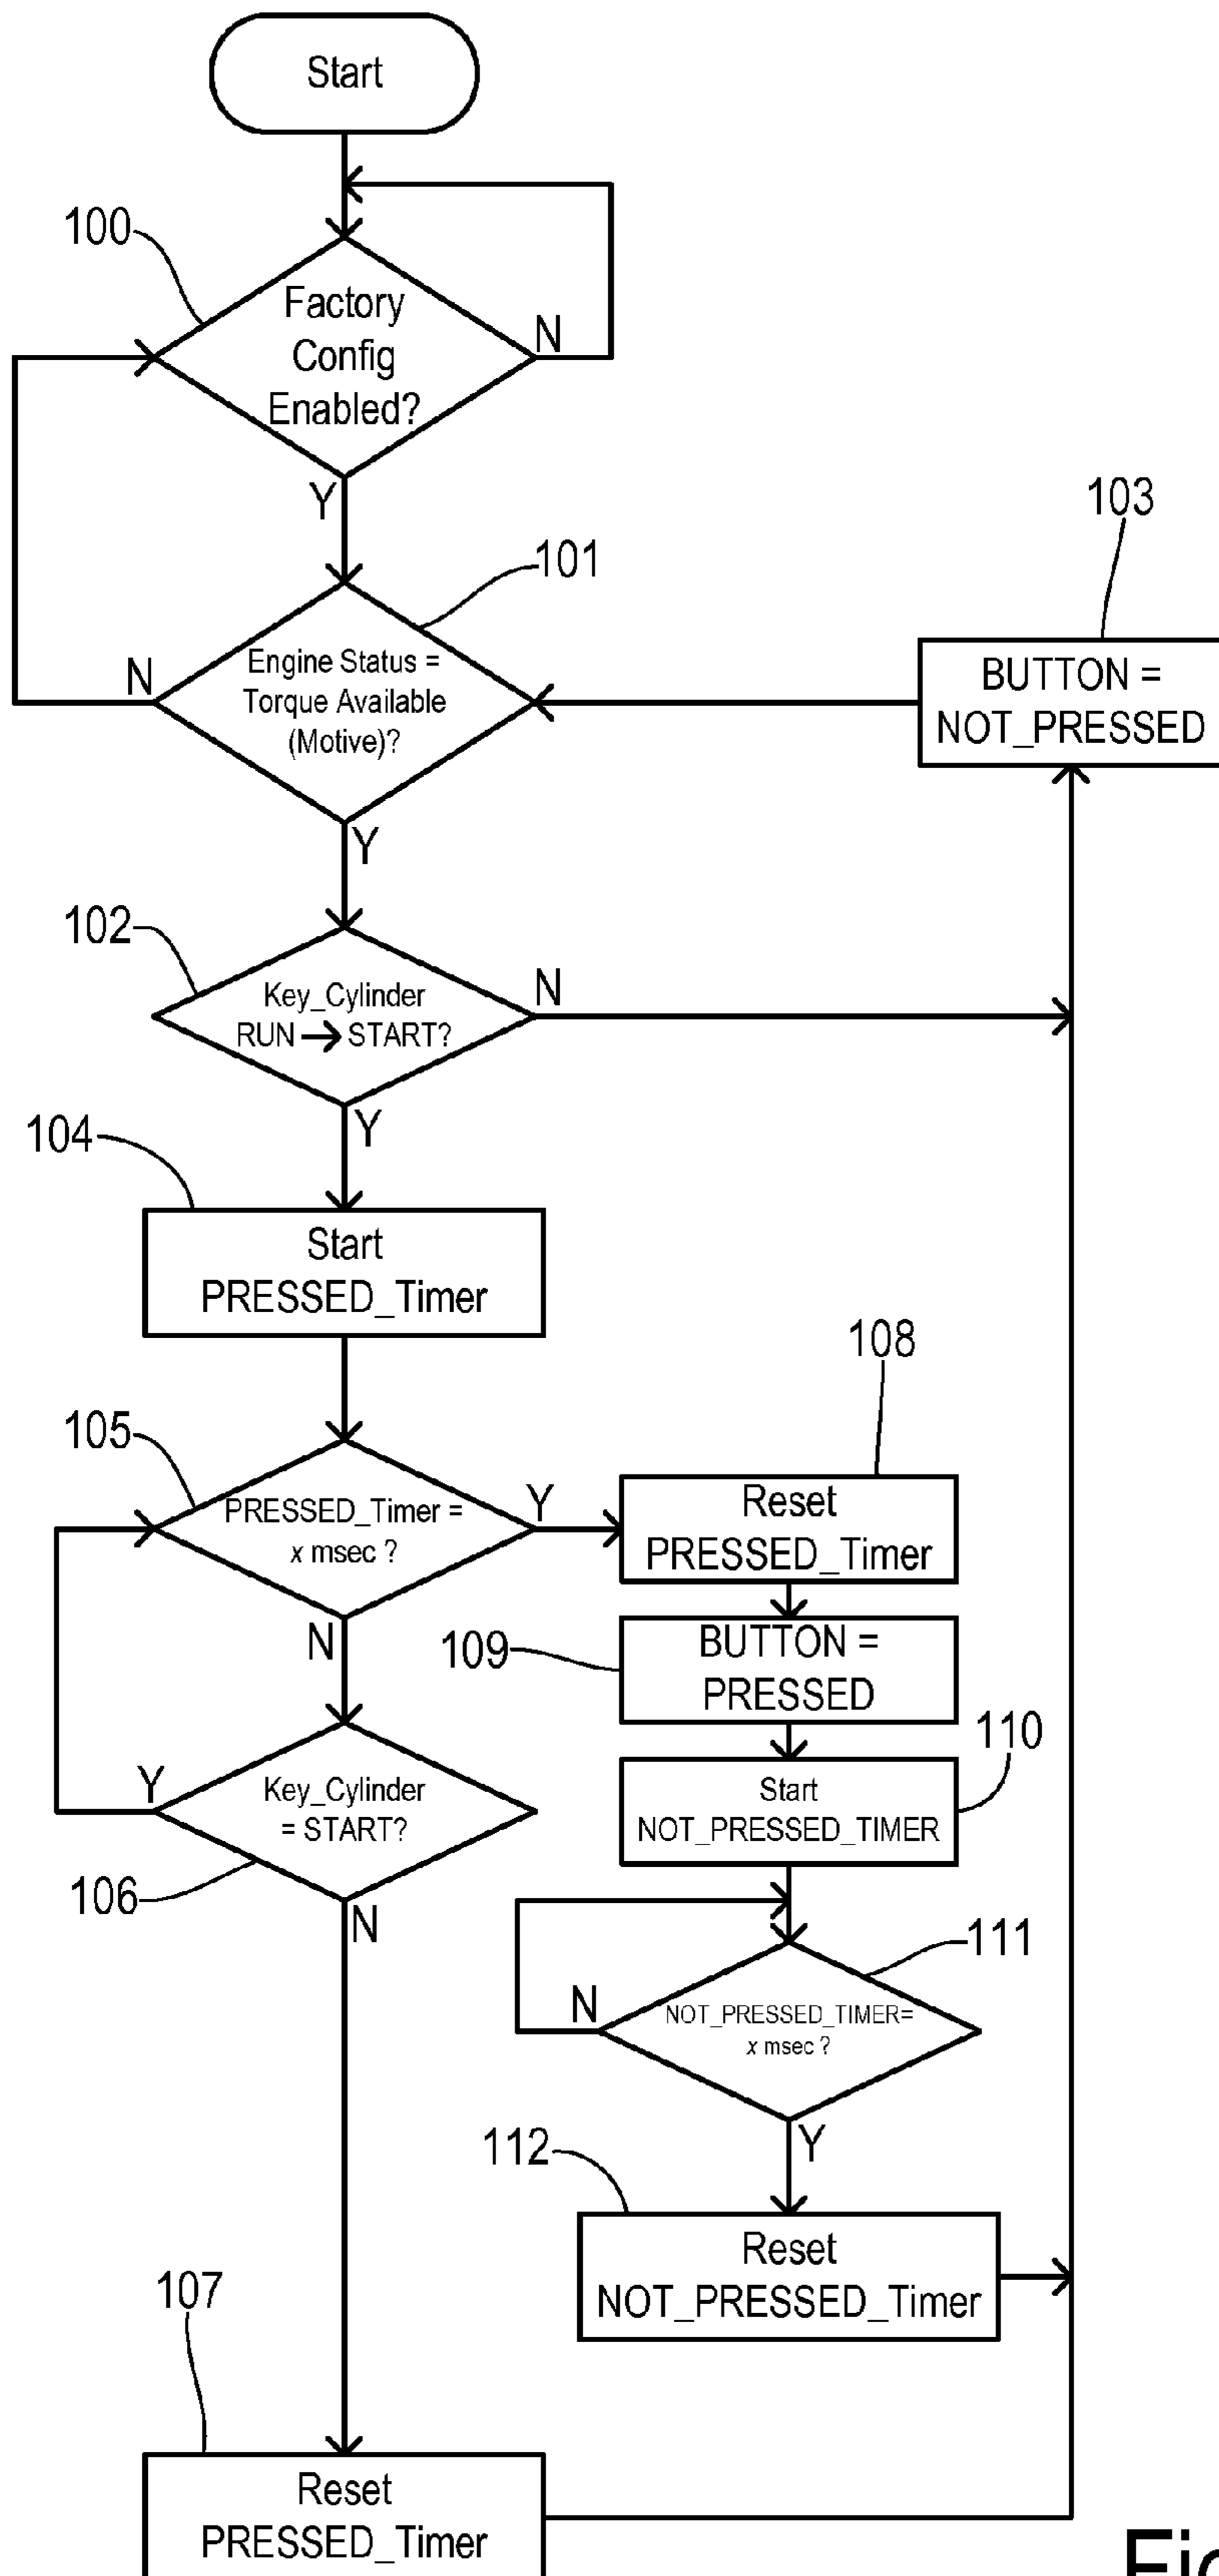 Start
100
Factory
Config
Enabled?
N
Y
103
101
BUTTON =
NOT_PRESSED
Engine Status =
Torque Available
(Motive)?
N
Y
102
Key_Cylinder
RUN → START?
N
Y
104
Start
PRESSED_Timer
108
105
PRESSED_Timer =
x msec ?
Y
N
Reset
PRESSED_Timer
109
BUTTON =
PRESSED
110
Start
NOT_PRESSED_TIMER
Key_Cylinder
= START?
Y
N
106
111
NOT_PRESSED_TIMER=
x msec ?
N
Y
112
Reset
NOT_PRESSED_Timer
107
Reset
PRESSED_Timer